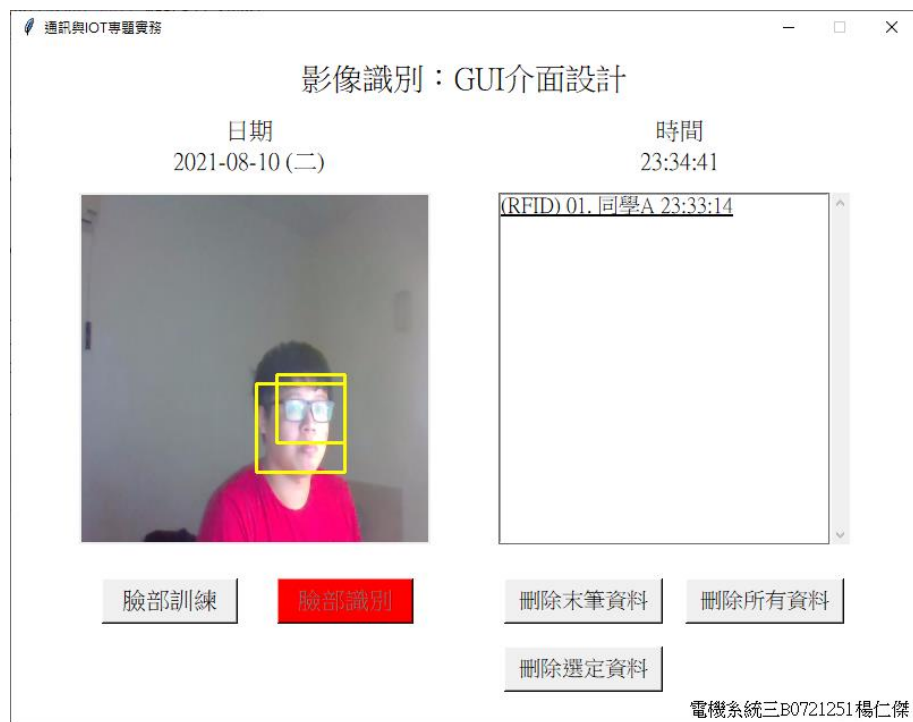 通訊與IOT專題實務
影像識別：GUI介面設計
日期
時間
2021-08-10 (二)
23:34:41
(RFID) 01. 同學A 23:33:14
臉部訓練
臉部識別
刪除末筆資料
刪除所有資料
刪除選定資料
電機系統三B0721251楊仁傑